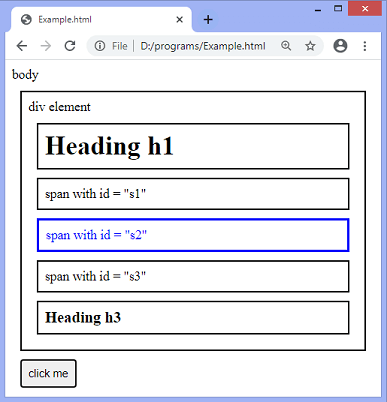 Example.html
File | D:/programs/Example.html
body
div element
Heading h1
span with id = "s1"
span with id = "s2"
span with id = "s3"
Heading h3
click me